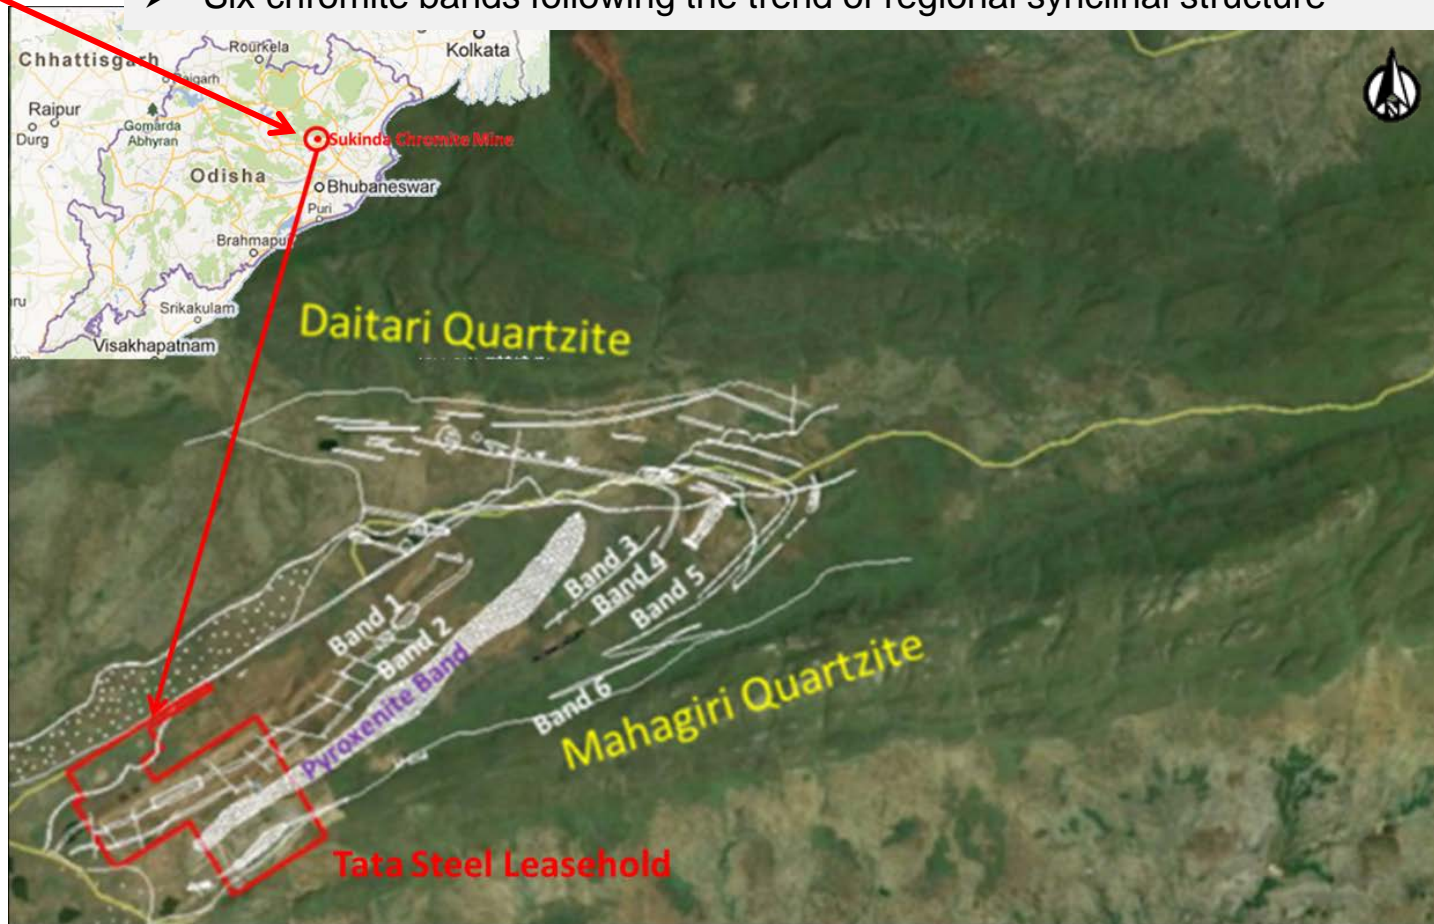 ➤ Six chromite bands following the trend of regional synclinal structure
Rourkela
Kolkata
Chhattisgarh
Raigarh
Raipur
Durg
Gomarda
Abhyran
Sukinda Chromite Mine
Odisha
Bhubaneswar
Puri
Brahmapu
ru
Srikakulam
Visakhapatnam
Daitari Quartzite
Band 1
Band 2
Band 3
Band 4
Band 5
Band 6
Pyroxenite Band
Mahagiri Quartzite
Tata Steel Leasehold